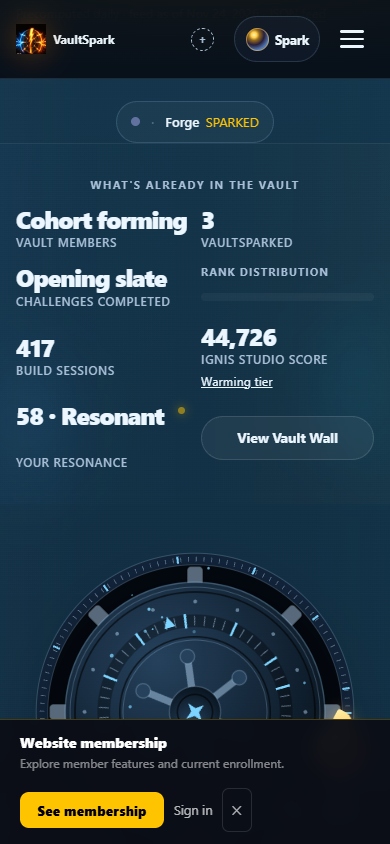 VaultSpark
+
Spark
· Forge SPARKED
WHAT'S ALREADY IN THE VAULT
Cohort forming
VAULT MEMBERS
3
VAULTSPARKED
Opening slate
CHALLENGES COMPLETED
RANK DISTRIBUTION
417
BUILD SESSIONS
44,726
IGNIS STUDIO SCORE
Warming tier
58 · Resonant
YOUR RESONANCE
View Vault Wall
Website membership
Explore member features and current enrollment.
See membership
Sign in
×